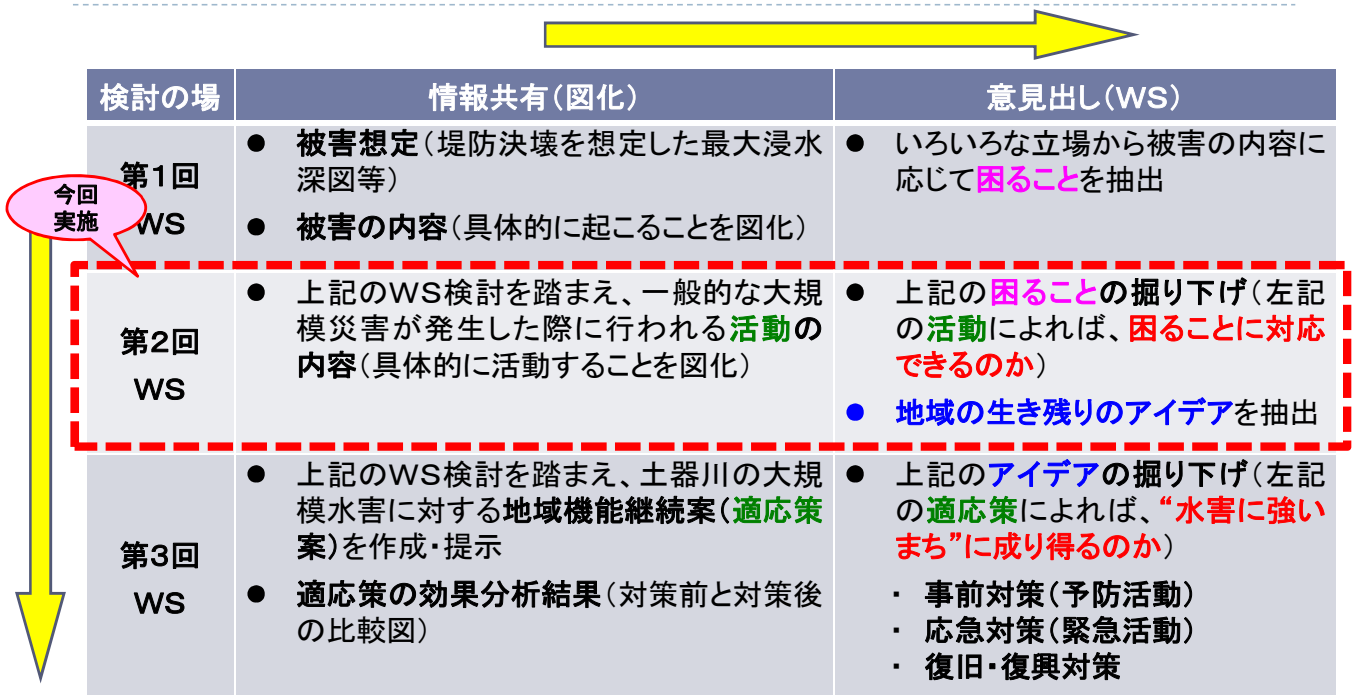 検討の場
情報共有(図化)
意見出し(WS)
第1回
WS
今回
実施
● 被害想定(堤防決壊を想定した最大浸水
深図等)
● 被害の内容(具体的に起こることを図化)
● いろいろな立場から被害の内容に
応じて困ることを抽出
第2回
WS
● 上記のWS検討を踏まえ、一般的な大規
模災害が発生した際に行われる活動の
内容(具体的に活動することを図化)
● 上記の困ることの掘り下げ(左記
の活動によれば、困ることに対応
できるのか)
● 地域の生き残りのアイデアを抽出
第3回
WS
● 上記のWS検討を踏まえ、土器川の大規
模水害に対する地域機能継続案(適応策
案)を作成・提示
● 適応策の効果分析結果(対策前と対策後
の比較図)
● 上記のアイデアの掘り下げ(左記
の適応策によれば、“水害に強い
まち”に成り得るのか)
・ 事前対策(予防活動)
・ 応急対策(緊急活動)
・ 復旧・復興対策